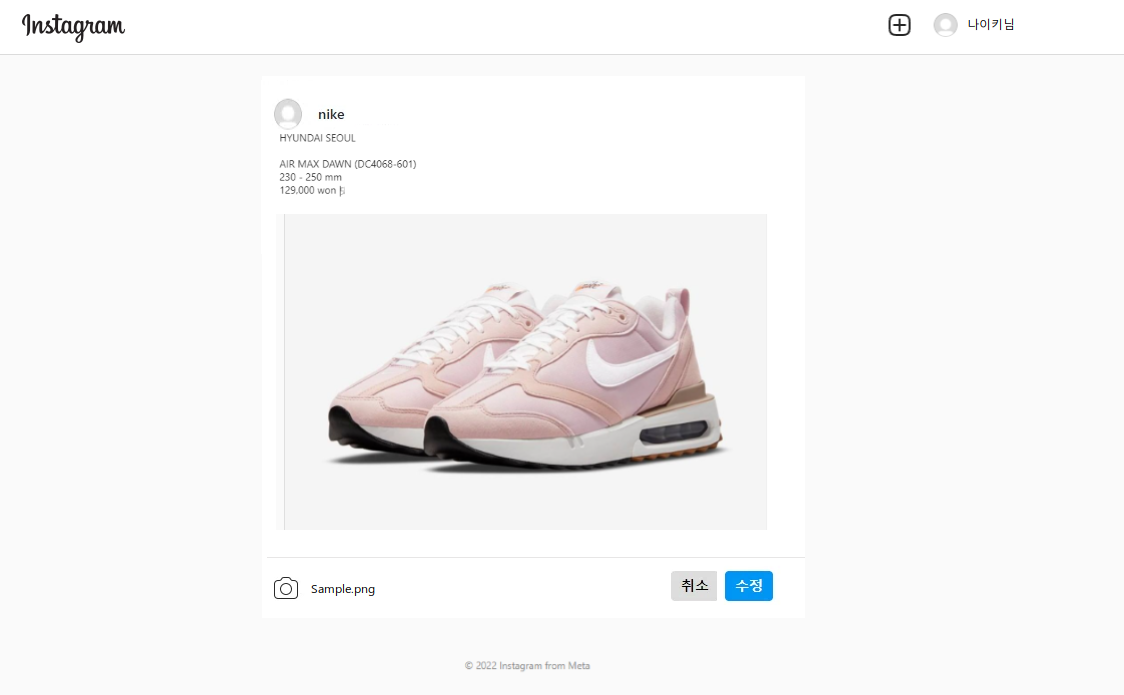 Instagram
나이키님
nike
HYUNDAI SEOUL
AIR MAX DAWN (DC4068-601)
230 - 250 mm
129.000 won
Sample.png
취소
수정
© 2022 Instagram from Meta